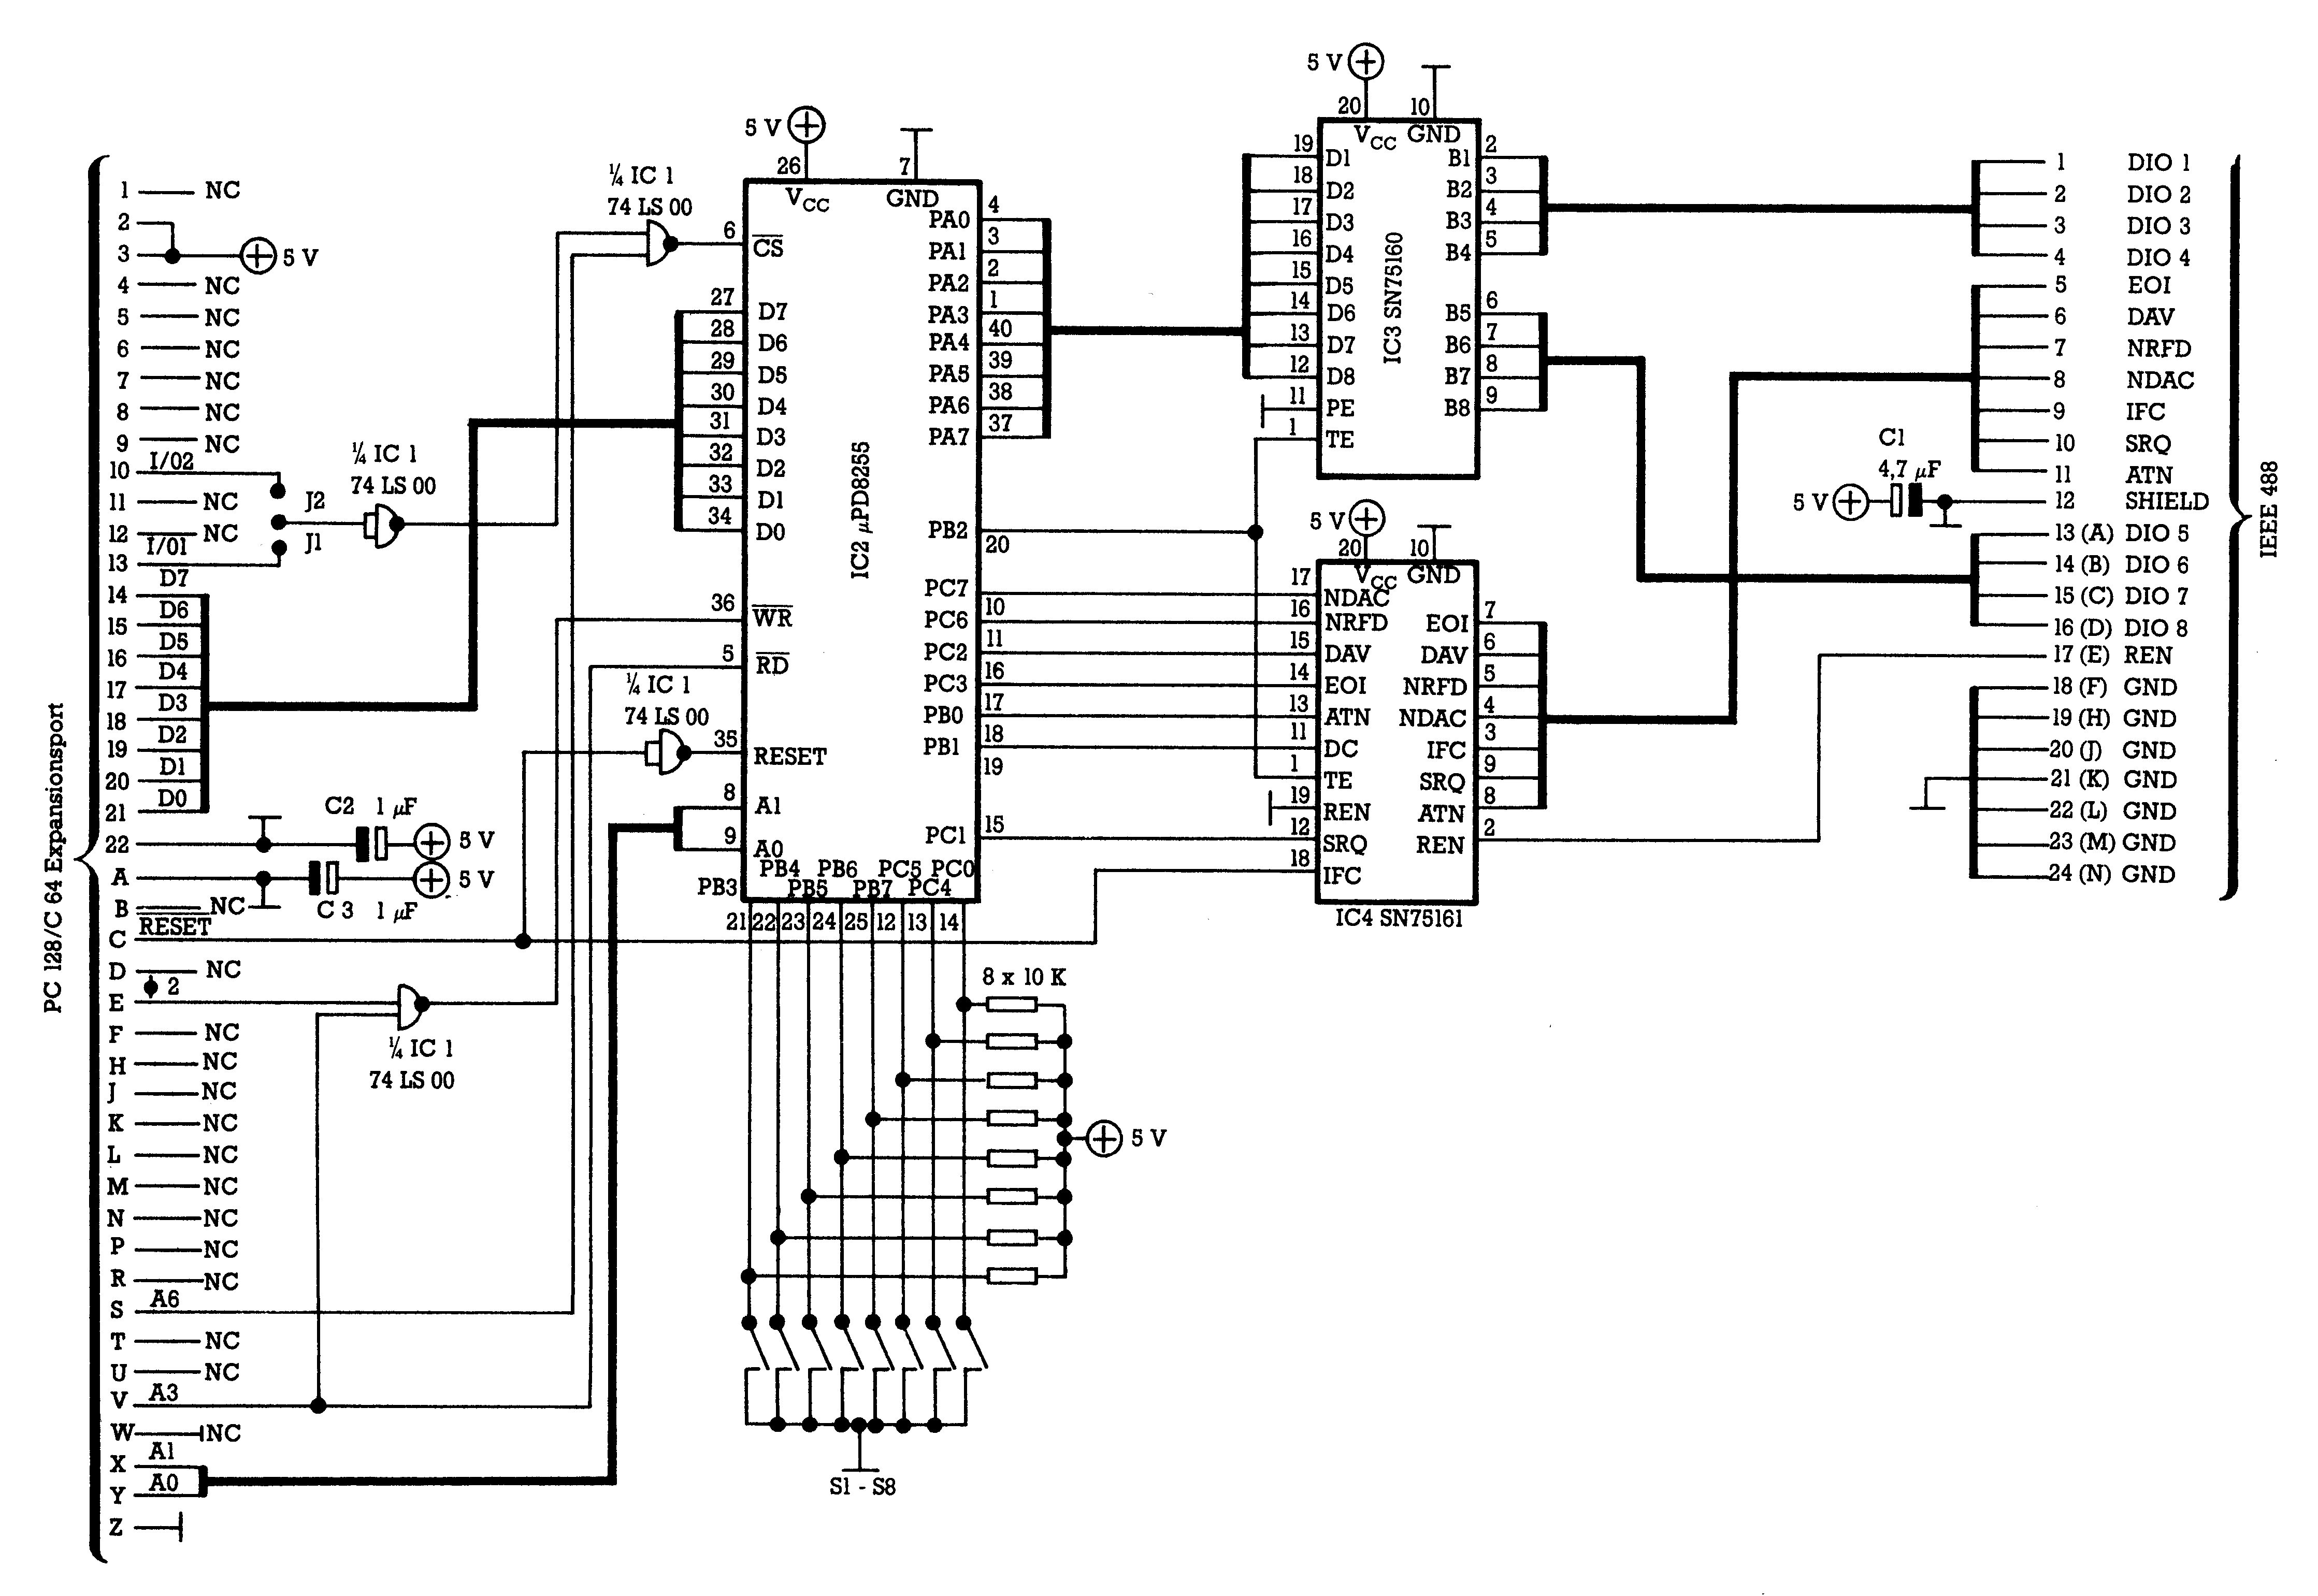 PC 128/C 64 Expansionsport
1 NC
2
3 5 V
4 NC
5 NC
6 NC
7 NC
8 NC
9 NC
10 I/02
11 NC
12 NC
13 I/01
J2
J1
14 D7
15 D6
16 D5
17 D4
18 D3
19 D2
20 D1
21 D0
22
A
B NC
C RESET
D NC
E 2
F NC
H NC
J NC
K NC
L NC
M NC
N NC
P NC
R NC
S A6
T NC
U NC
V A3
W NC
X A1
Y A0
Z
C2 1 µF
5 V
5 V
C 3 1 µF
¼ IC 1
74 LS 00
¼ IC 1
74 LS 00
¼ IC 1
74 LS 00
¼ IC 1
74 LS 00
5 V
26 7
VCC GND
IC2 µPD8255
6 CS
27 D7
28 D6
29 D5
30 D4
31 D3
32 D2
33 D1
34 D0
36 WR
5 RD
35 RESET
8 A1
9 A0
PA0 4
PA1 3
PA2 2
PA3 1
PA4 40
PA5 39
PA6 38
PA7 37
PB2 20
PC7 10
PC6 11
PC2 16
PC3 17
PB0 18
PB1 19
PC1 15
PB3 PB4 PB5 PB6 PB7 PC5 PC4 PC0
21 22 23 24 25 12 13 14
8 x 10 K
5 V
S1 - S8
5 V
20 10
VCC GND
IC3 SN75160
19 D1
18 D2
17 D3
16 D4
15 D5
14 D6
13 D7
12 D8
11 PE
1 TE
B1 2
B2 3
B3 4
B4 5
B5 6
B6 7
B7 8
B8 9
5 V
20 10
VCC GND
17 NDAC
16 NRFD
15 DAV
14 EOI
13 ATN
11 DC
1 TE
19 REN
12 SRQ
18 IFC
EOI 7
DAV 6
NRFD 5
NDAC 4
IFC 3
SRQ 9
ATN 8
REN 2
IC4 SN75161
C1
4,7 µF
5 V
1 DIO 1
2 DIO 2
3 DIO 3
4 DIO 4
5 EOI
6 DAV
7 NRFD
8 NDAC
9 IFC
10 SRQ
11 ATN
12 SHIELD
13 (A) DIO 5
14 (B) DIO 6
15 (C) DIO 7
16 (D) DIO 8
17 (E) REN
18 (F) GND
19 (H) GND
20 (J) GND
21 (K) GND
22 (L) GND
23 (M) GND
24 (N) GND
IEEE 488